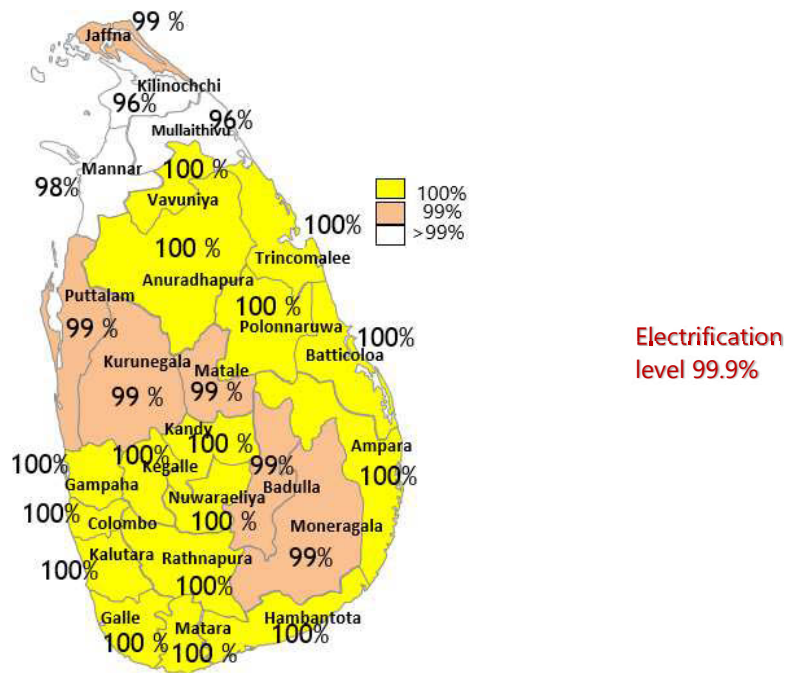 99 %
Jaffna
Kilinochchi
96%
96%
Mullaithivu
100 %
Mannar
98%
Vavuniya
100%
99%
>99%
100%
100 %
Trincomalee
Anuradhapura
Puttalam
100 %
99 %
Polonnaruwa
100%
Batticoloa
Kurunegala
Matale
99 %
99 %
Electrification
level 99.9%
Kandy
100 %
Ampara
100%
100%
Kegalle
100%
Gampaha
99%
Badulla
Nuwaraeliya
100 %
100%
Colombo
Moneragala
99%
Kalutara
100%
Rathnapura
100%
Galle
100 %
Matara
100 %
Hambantota
100%